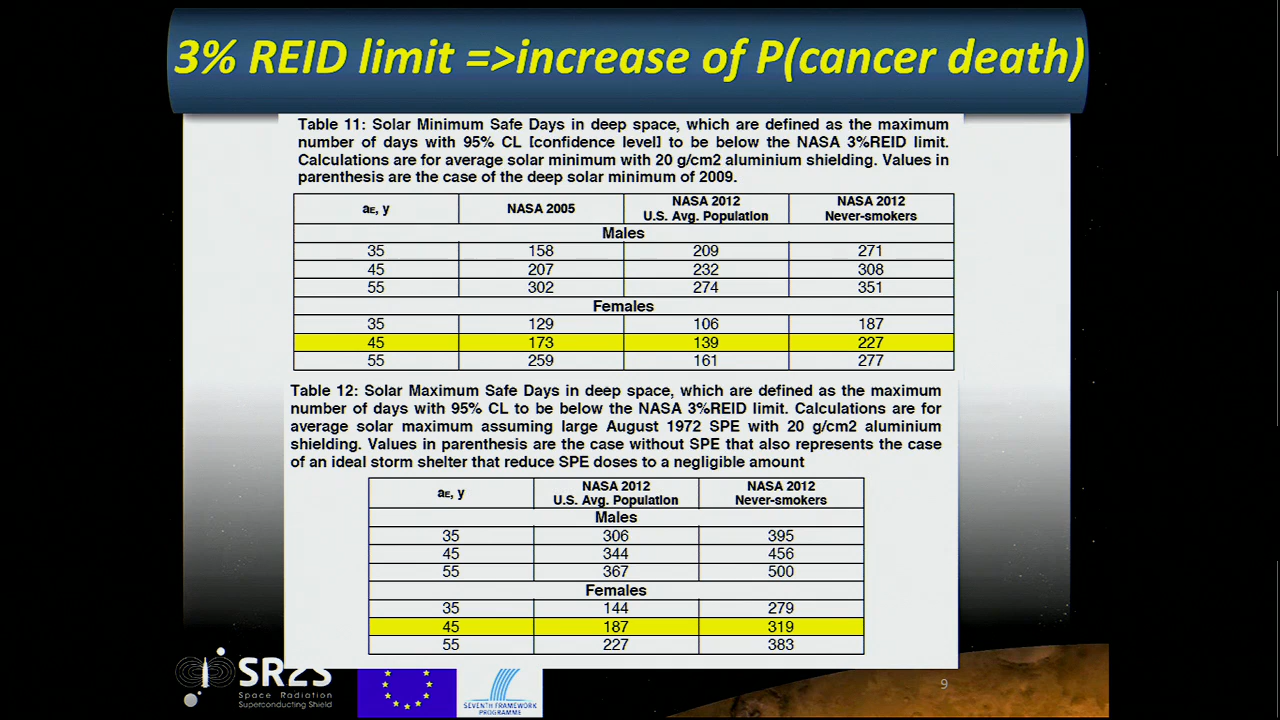 3% REID limit =>increase of P(cancer death)
Table 11: Solar Minimum Safe Days in deep space, which are defined as the maximum
number of days with 95% CL [confidence level] to be below the NASA 3%REID limit.
Calculations are for average solar minimum with 20 g/cm2 aluminium shielding. Values in
parenthesis are the case of the deep solar minimum of 2009.
aE, y NASA 2005 NASA 2012 U.S. Avg. Population NASA 2012 Never-smokers
Males
35 158 209 271
45 207 232 308
55 302 274 351
Females
35 129 106 187
45 173 139 227
55 259 161 277
Table 12: Solar Maximum Safe Days in deep space, which are defined as the maximum
number of days with 95% CL to be below the NASA 3%REID limit. Calculations are for
average solar maximum assuming large August 1972 SPE with 20 g/cm2 aluminium
shielding. Values in parenthesis are the case without SPE that also represents the case
of an ideal storm shelter that reduce SPE doses to a negligible amount
aE, y NASA 2012 U.S. Avg. Population NASA 2012 Never-smokers
Males
35 306 395
45 344 456
55 367 500
Females
35 144 279
45 187 319
55 227 383
SR2S
Space Radiation
Superconducting Shield
SEVENTH FRAMEWORK
PROGRAMME
9